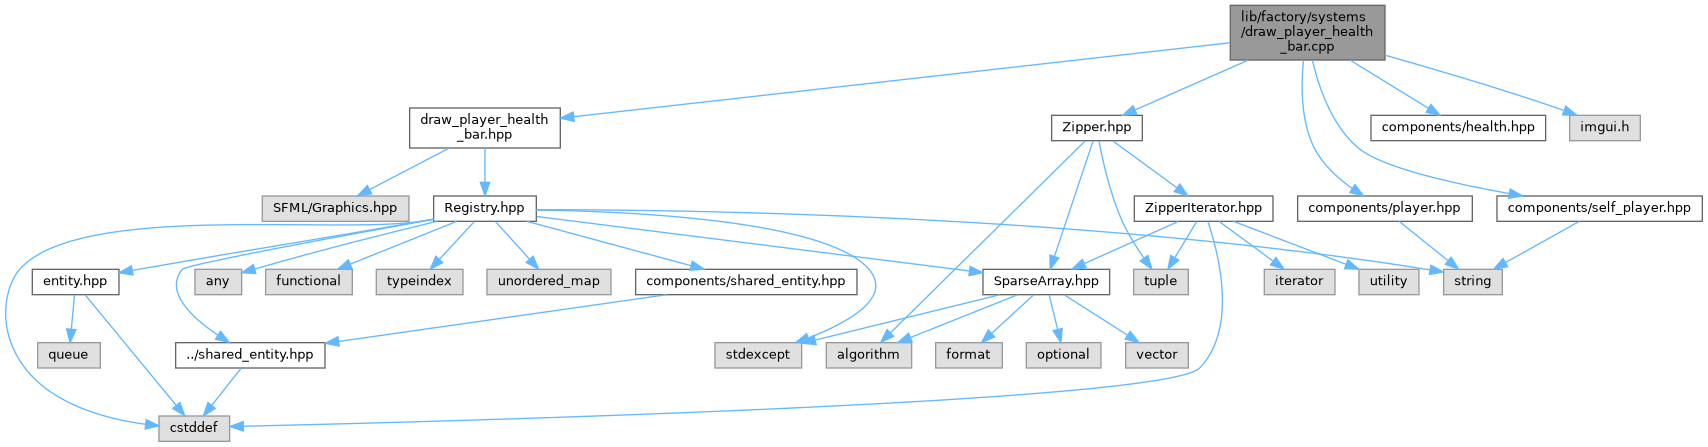 lib/factory/systems
/draw_player_health
_bar.cpp
draw_player_health
_bar.hpp
Zipper.hpp
components/health.hpp
imgui.h
SFML/Graphics.hpp
Registry.hpp
ZipperIterator.hpp
components/player.hpp
components/self_player.hpp
entity.hpp
any
functional
typeindex
unordered_map
components/shared_entity.hpp
SparseArray.hpp
tuple
iterator
utility
string
queue
../shared_entity.hpp
stdexcept
algorithm
format
optional
vector
cstddef